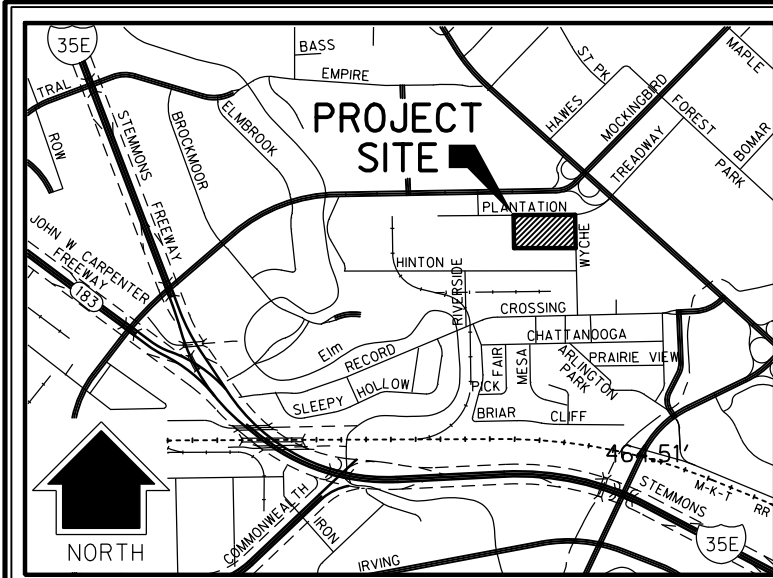 35E
BASS
EMPIRE
ST PK
MAPLE
TRAL
STEMMONS
FREEWAY
BROCKMOOR
ELMBROOK
PROJECT
SITE
HAWES
MOCKINGBIRD
FOREST
PARK
BOMAR
TREADWAY
ROW
PLANTATION
WYCHE
JOHN W CARPENTER
FREEWAY
183
HINTON
RIVERSIDE
CROSSING
CHATTANOOGA
Elm
RECORD
FAIR
MESA
ARLINGTON
PARK
PRAIRIE VIEW
SLEEPY
HOLLOW
PICK
BRIAR
CLIFF
464.51'
M-K-T
RR
STEMMONS
COMMONWEALTH
IRON
35E
NORTH
IRVING